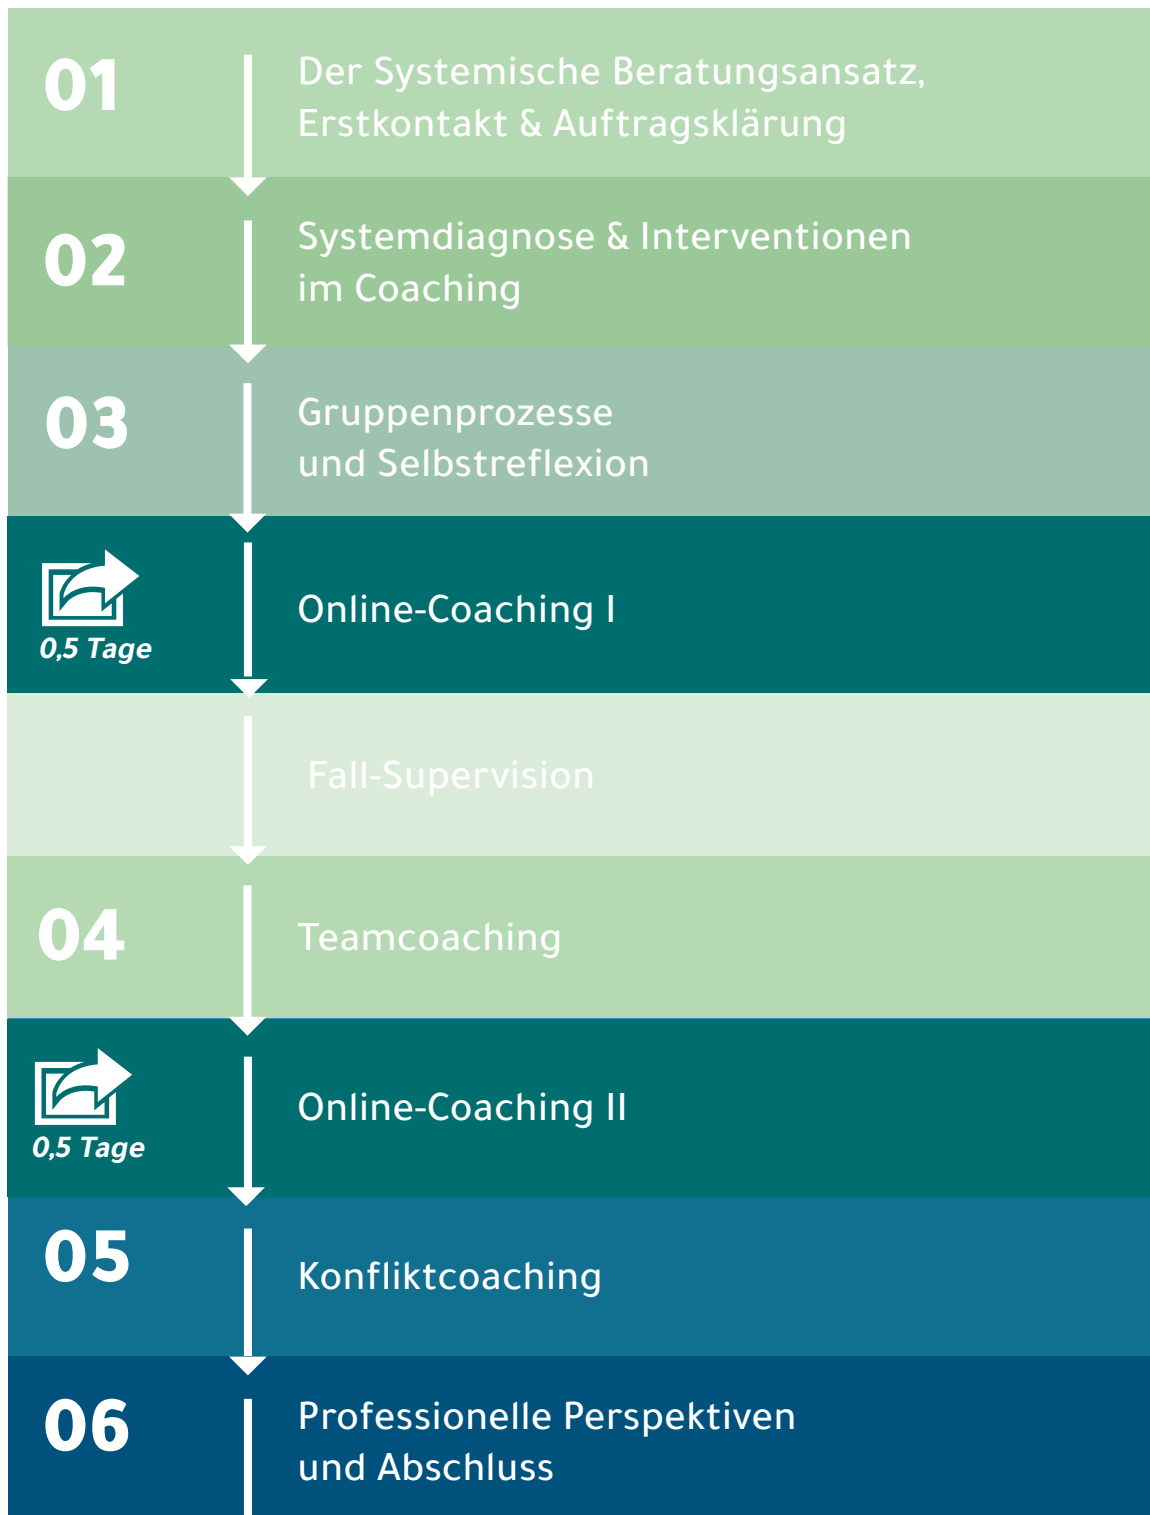 01
Der Systemische Beratungsansatz,
Erstkontakt & Auftragsklärung
02
Systemdiagnose & Interventionen
im Coaching
03
Gruppenprozesse
und Selbstreflexion
0,5 Tage
Online-Coaching I
Fall-Supervision
04
Teamcoaching
0,5 Tage
Online-Coaching II
05
Konfliktcoaching
06
Professionelle Perspektiven
und Abschluss